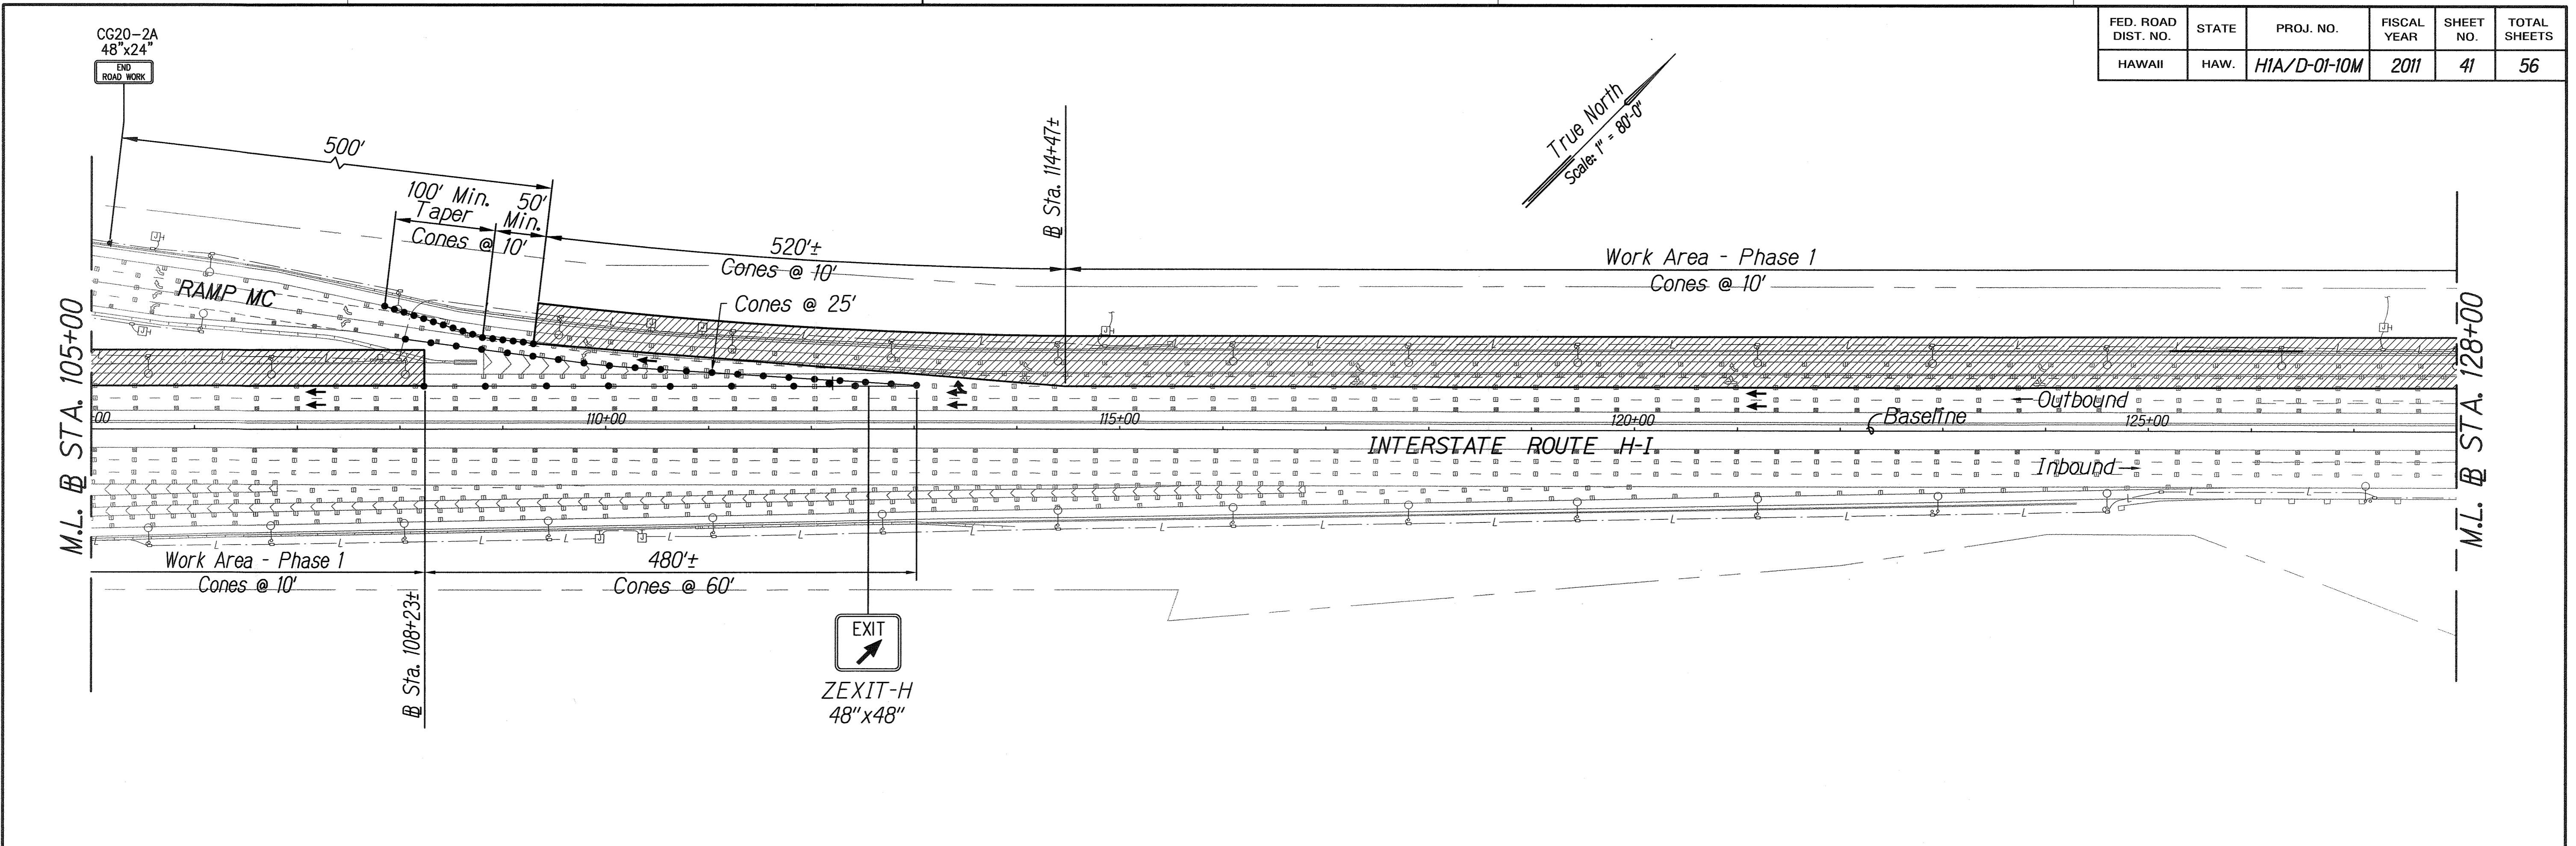 FED. ROAD DIST. NO.
STATE
PROJ. NO.
FISCAL YEAR
SHEET NO.
TOTAL SHEETS
HAWAII
HAW.
H1A/D-01-10M
2011
41
56
CG20-2A
48"x24"
END
ROAD WORK
500'
100' Min.
Taper
50'
Min.
Cones @ 10'
520'±
Cones @ 10'
Cones @ 25'
℄ Sta. 114+47±
True North
Scale: 1" = 80'-0"
Work Area - Phase 1
Cones @ 10'
RAMP MC
M.L. ℄ STA. 105+00
M.L. ℄ STA. 128+00
+00
110+00
115+00
120+00
125+00
Outbound
Baseline
INTERSTATE ROUTE H-1
Inbound
Work Area - Phase 1
Cones @ 10'
480'±
Cones @ 60'
℄ Sta. 108+23±
EXIT
ZEXIT-H
48"x48"